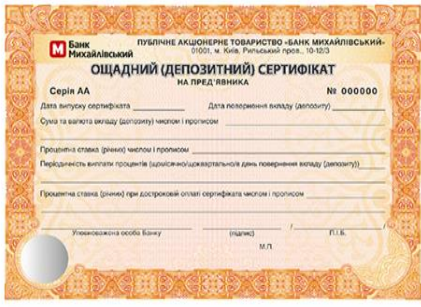 Банк Михайлівський
ПУБЛІЧНЕ АКЦІОНЕРНЕ ТОВАРИСТВО «БАНК МИХАЙЛІВСЬКИЙ»
01001, м. Київ, Рильський пров., 10-12/3
ОЩАДНИЙ (ДЕПОЗИТНИЙ) СЕРТИФІКАТ
НА ПРЕД'ЯВНИКА
Серія АА № 000000
Дата випуску сертифіката Дата повернення вкладу (депозиту)
Сума та валюта вкладу (депозиту) числом і прописом
Процентна ставка (річних) числом і прописом
Періодичність виплати процентів (щомісячно/щоквартально/в день повернення вкладу (депозиту))
Процентна ставка (річних) при достроковій оплаті сертифіката числом і прописом
/ /
Уповноважена особа Банку (підпис) П.І.Б.
М.П.